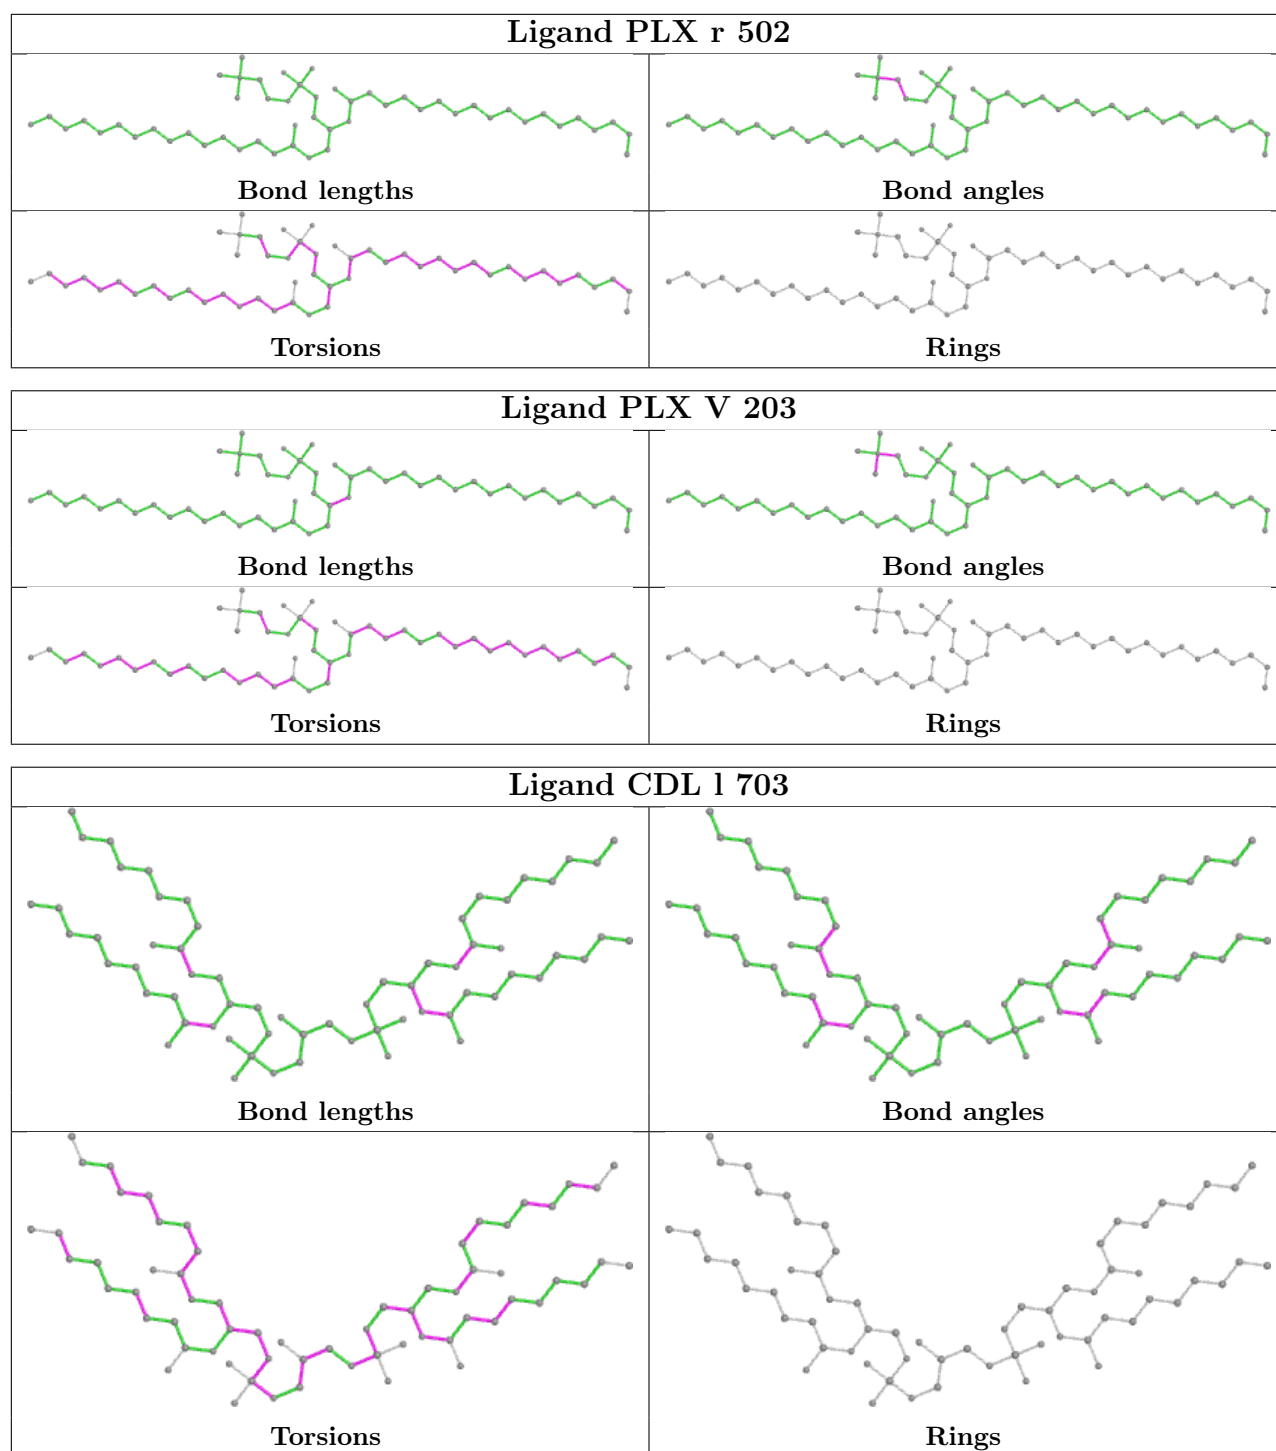 Ligand PLX r 502
Bond lengths
Bond angles
Torsions
Rings
Ligand PLX V 203
Bond lengths
Bond angles
Torsions
Rings
Ligand CDL l 703
Bond lengths
Bond angles
Torsions
Rings